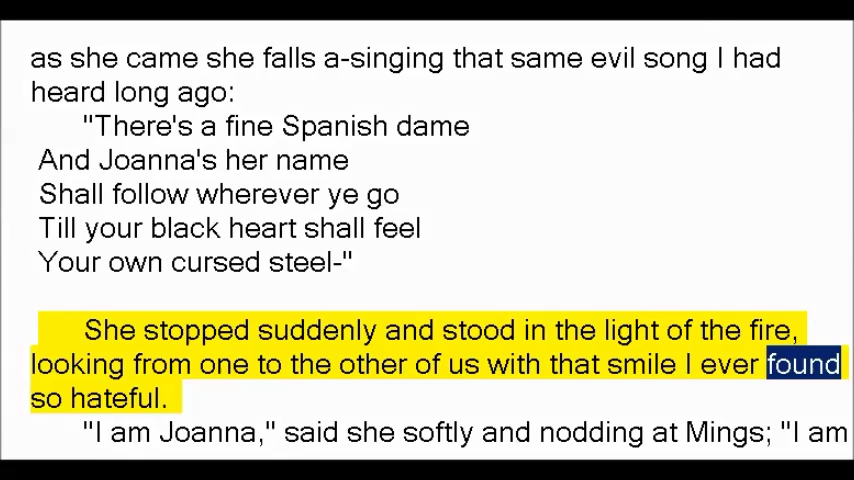 as she came she falls a-singing that same evil song I had
heard long ago:
"There's a fine Spanish dame
And Joanna's her name
Shall follow wherever ye go
Till your black heart shall feel
Your own cursed steel-"
She stopped suddenly and stood in the light of the fire,
looking from one to the other of us with that smile I ever found
so hateful.
"I am Joanna," said she softly and nodding at Mings; "I am